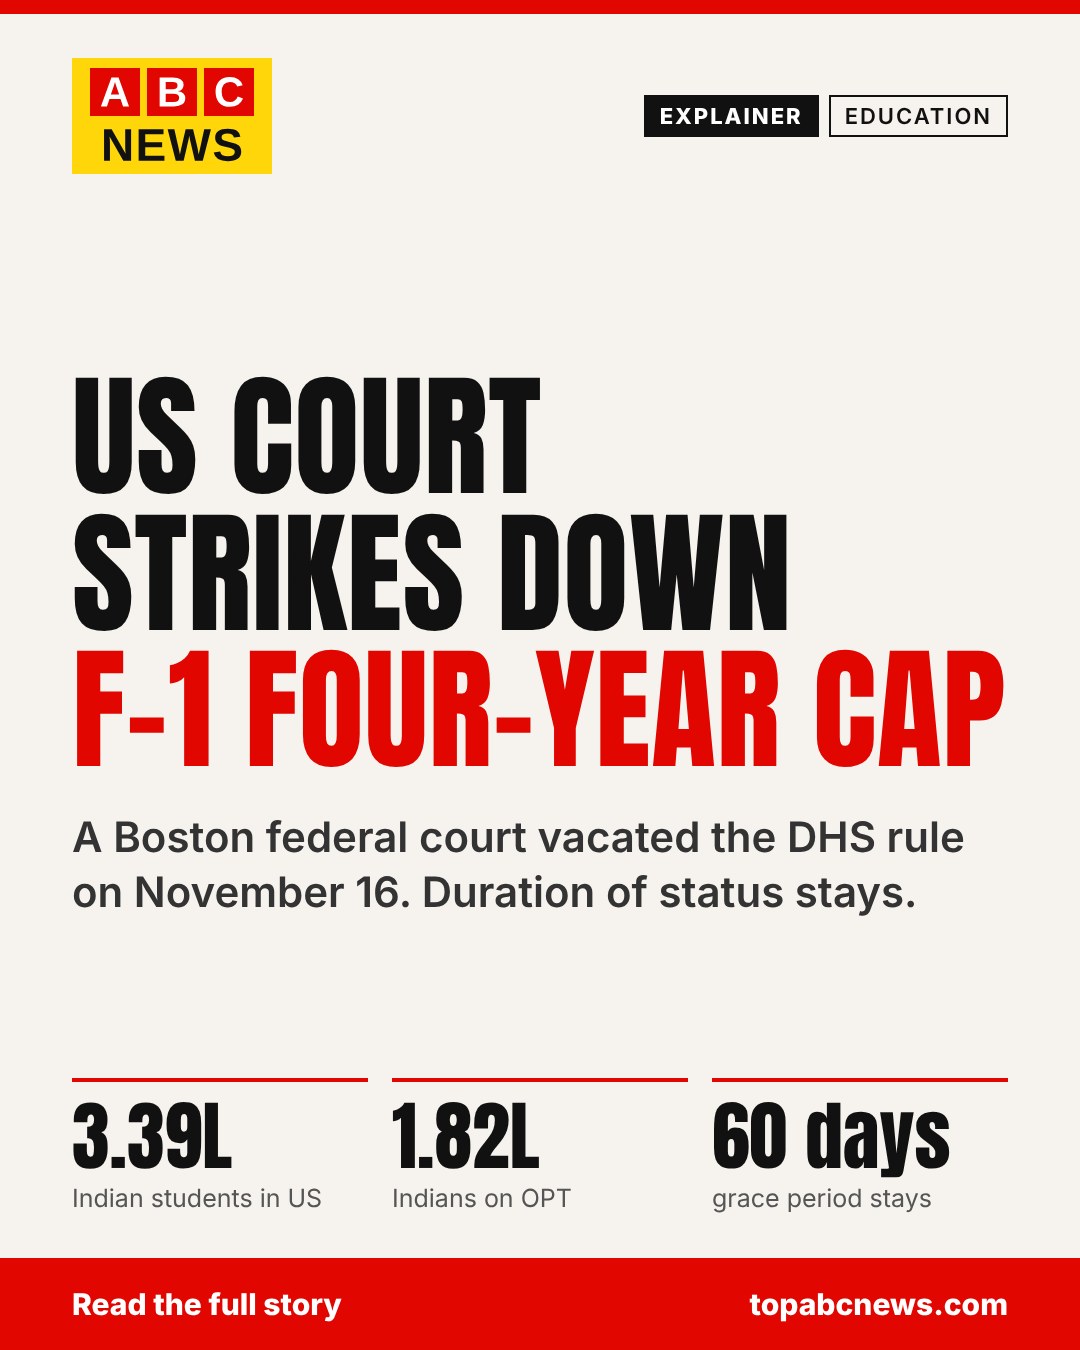 ABC
NEWS
EXPLAINER
EDUCATION
US COURT
STRIKES DOWN
F-1 FOUR-YEAR CAP
A Boston federal court vacated the DHS rule
on November 16. Duration of status stays.
3.39L
Indian students in US
1.82L
Indians on OPT
60 days
grace period stays
Read the full story
topabcnews.com